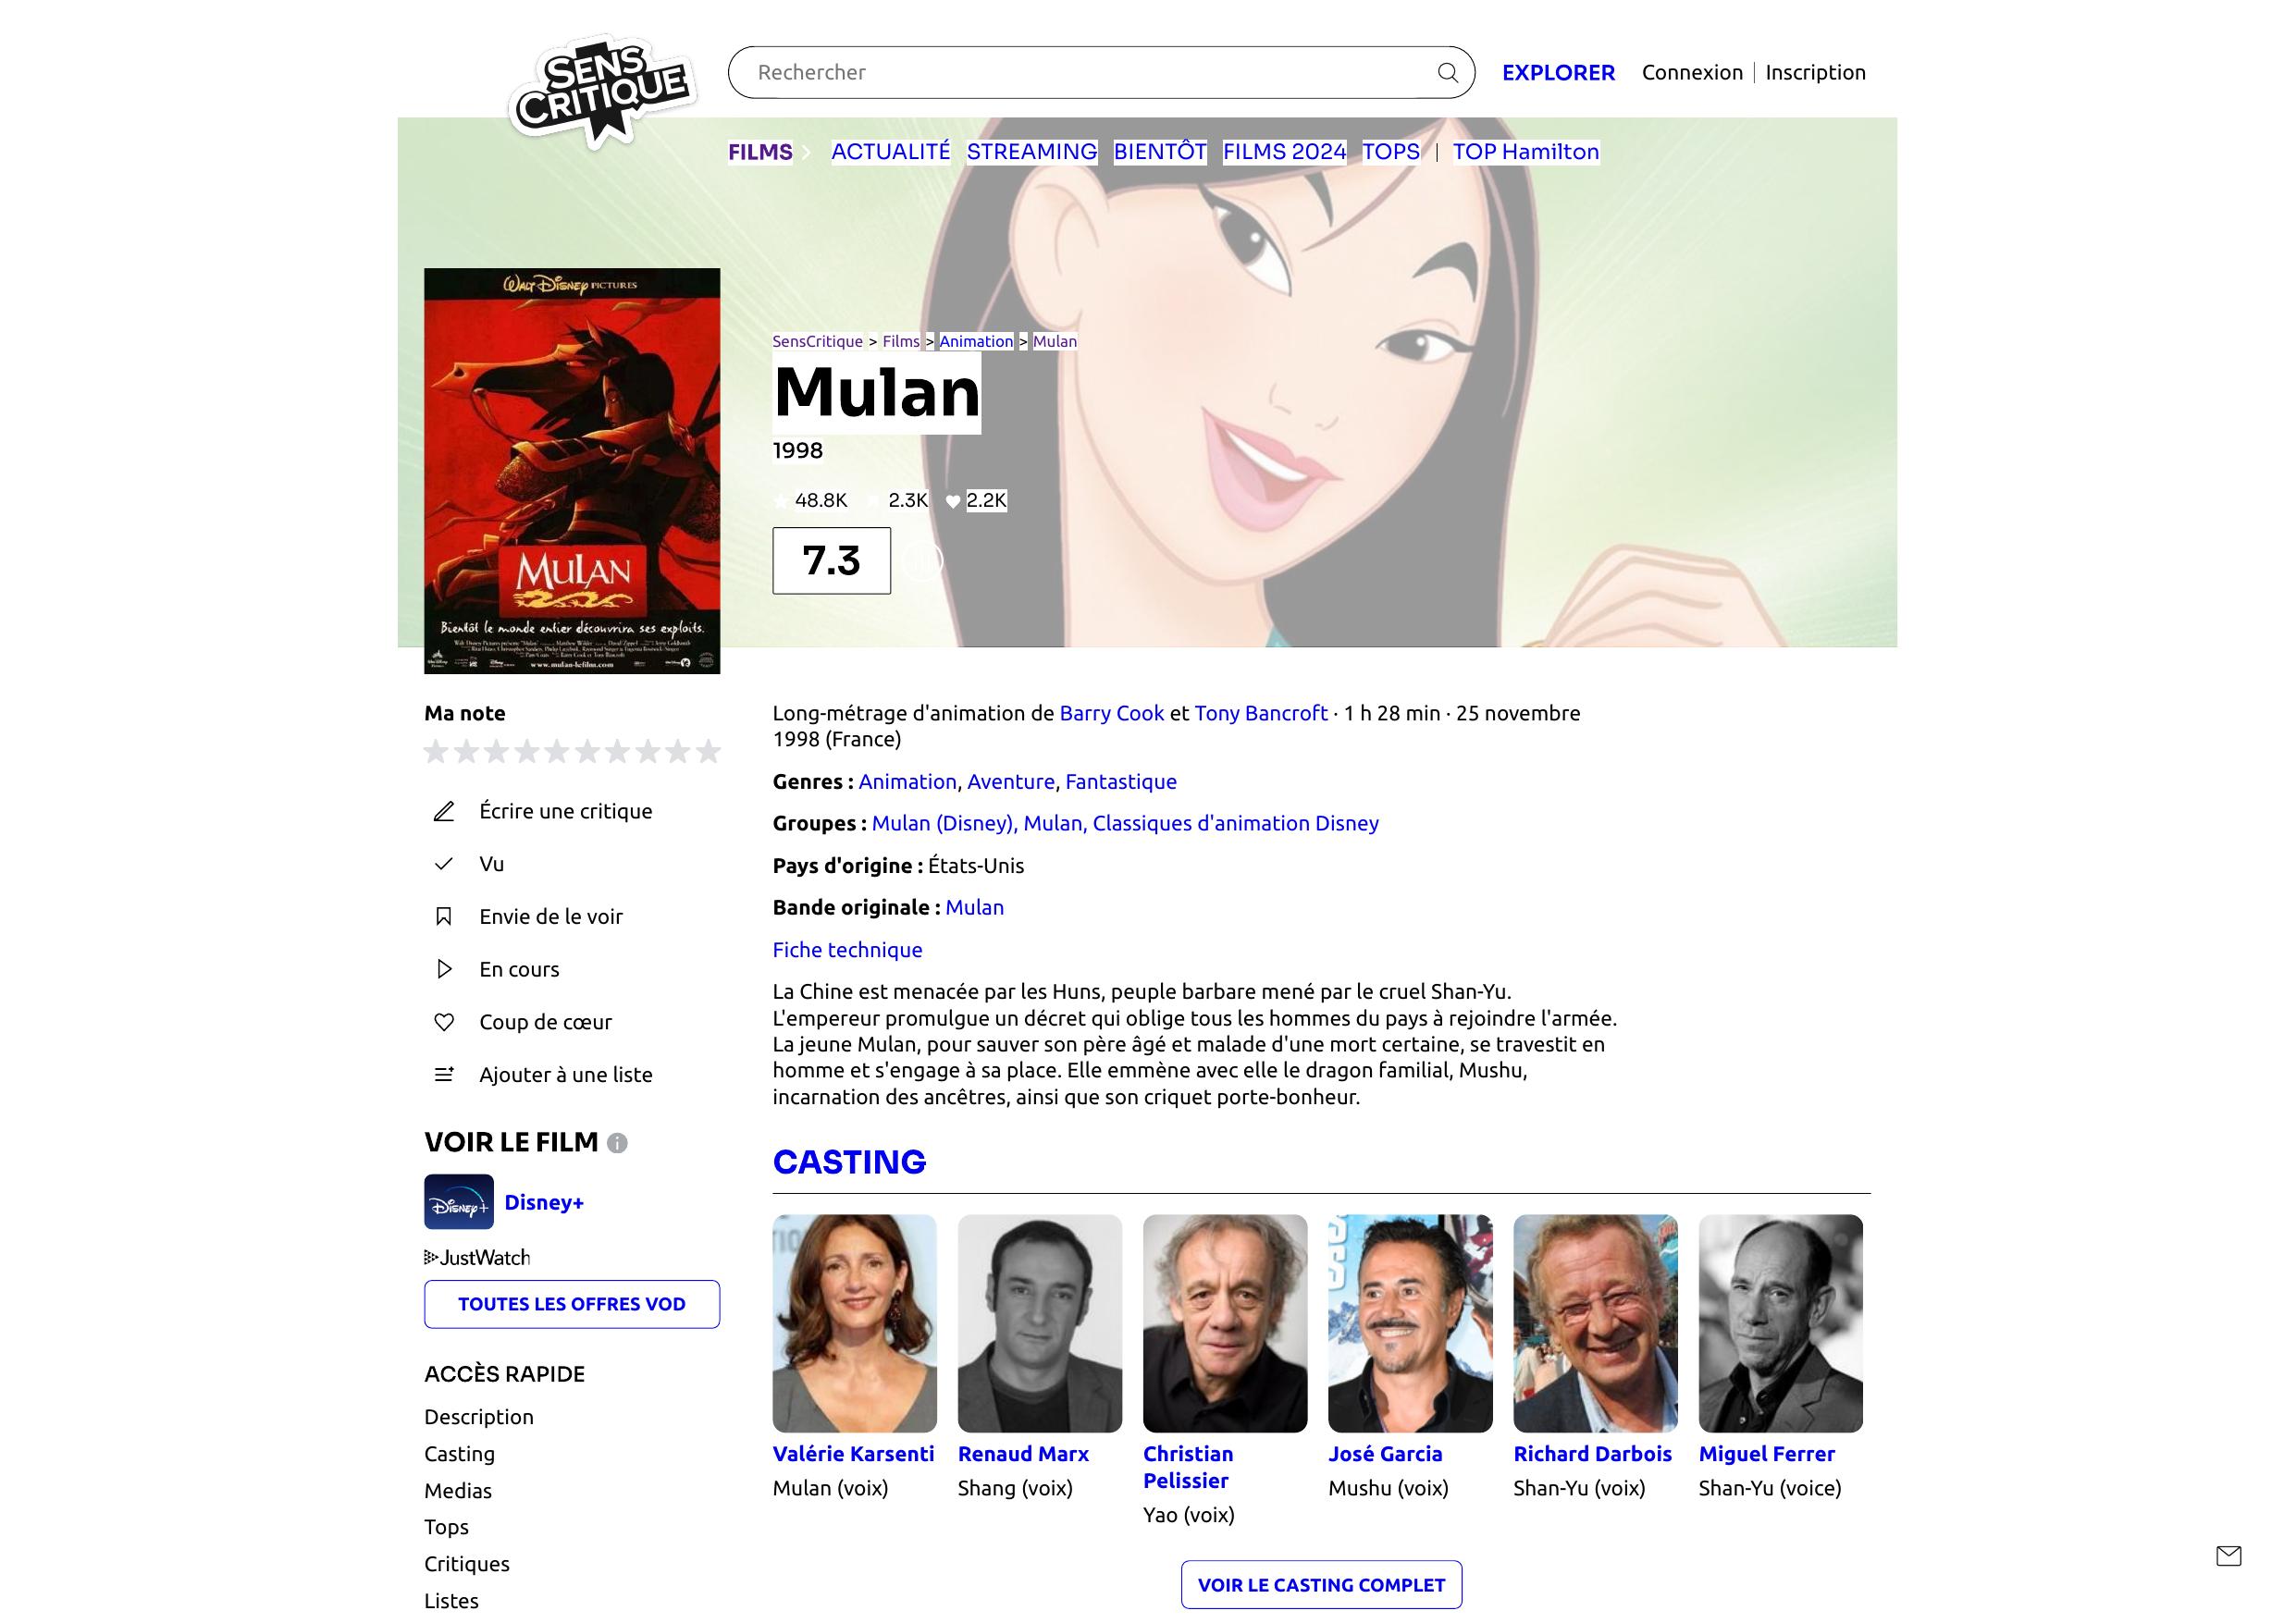 SENS
CRITIQUE
Rechercher
EXPLORER
Connexion | Inscription
FILMS
ACTUALITÉ STREAMING BIENTÔT FILMS 2024 TOPS | TOP Hamilton
WALT DISNEY PICTURES
MULAN
Bientôt le monde entier découvrira ses exploits.
www.mulan-lefilm.com
SensCritique > Films > Animation > Mulan
Mulan
1998
48.8K 2.3K 2.2K
7.3
Ma note
Écrire une critique
Vu
Envie de le voir
En cours
Coup de cœur
Ajouter à une liste
VOIR LE FILM
Disney+
Disney+
JustWatch
TOUTES LES OFFRES VOD
ACCÈS RAPIDE
Description
Casting
Medias
Tops
Critiques
Listes
Long-métrage d'animation de Barry Cook et Tony Bancroft · 1 h 28 min · 25 novembre
1998 (France)
Genres : Animation, Aventure, Fantastique
Groupes : Mulan (Disney), Mulan, Classiques d'animation Disney
Pays d'origine : États-Unis
Bande originale : Mulan
Fiche technique
La Chine est menacée par les Huns, peuple barbare mené par le cruel Shan-Yu.
L'empereur promulgue un décret qui oblige tous les hommes du pays à rejoindre l'armée.
La jeune Mulan, pour sauver son père âgé et malade d'une mort certaine, se travestit en
homme et s'engage à sa place. Elle emmène avec elle le dragon familial, Mushu,
incarnation des ancêtres, ainsi que son criquet porte-bonheur.
CASTING
Valérie Karsenti
Mulan (voix)
Renaud Marx
Shang (voix)
Christian
Pelissier
Yao (voix)
José Garcia
Mushu (voix)
Richard Darbois
Shan-Yu (voix)
Miguel Ferrer
Shan-Yu (voice)
VOIR LE CASTING COMPLET